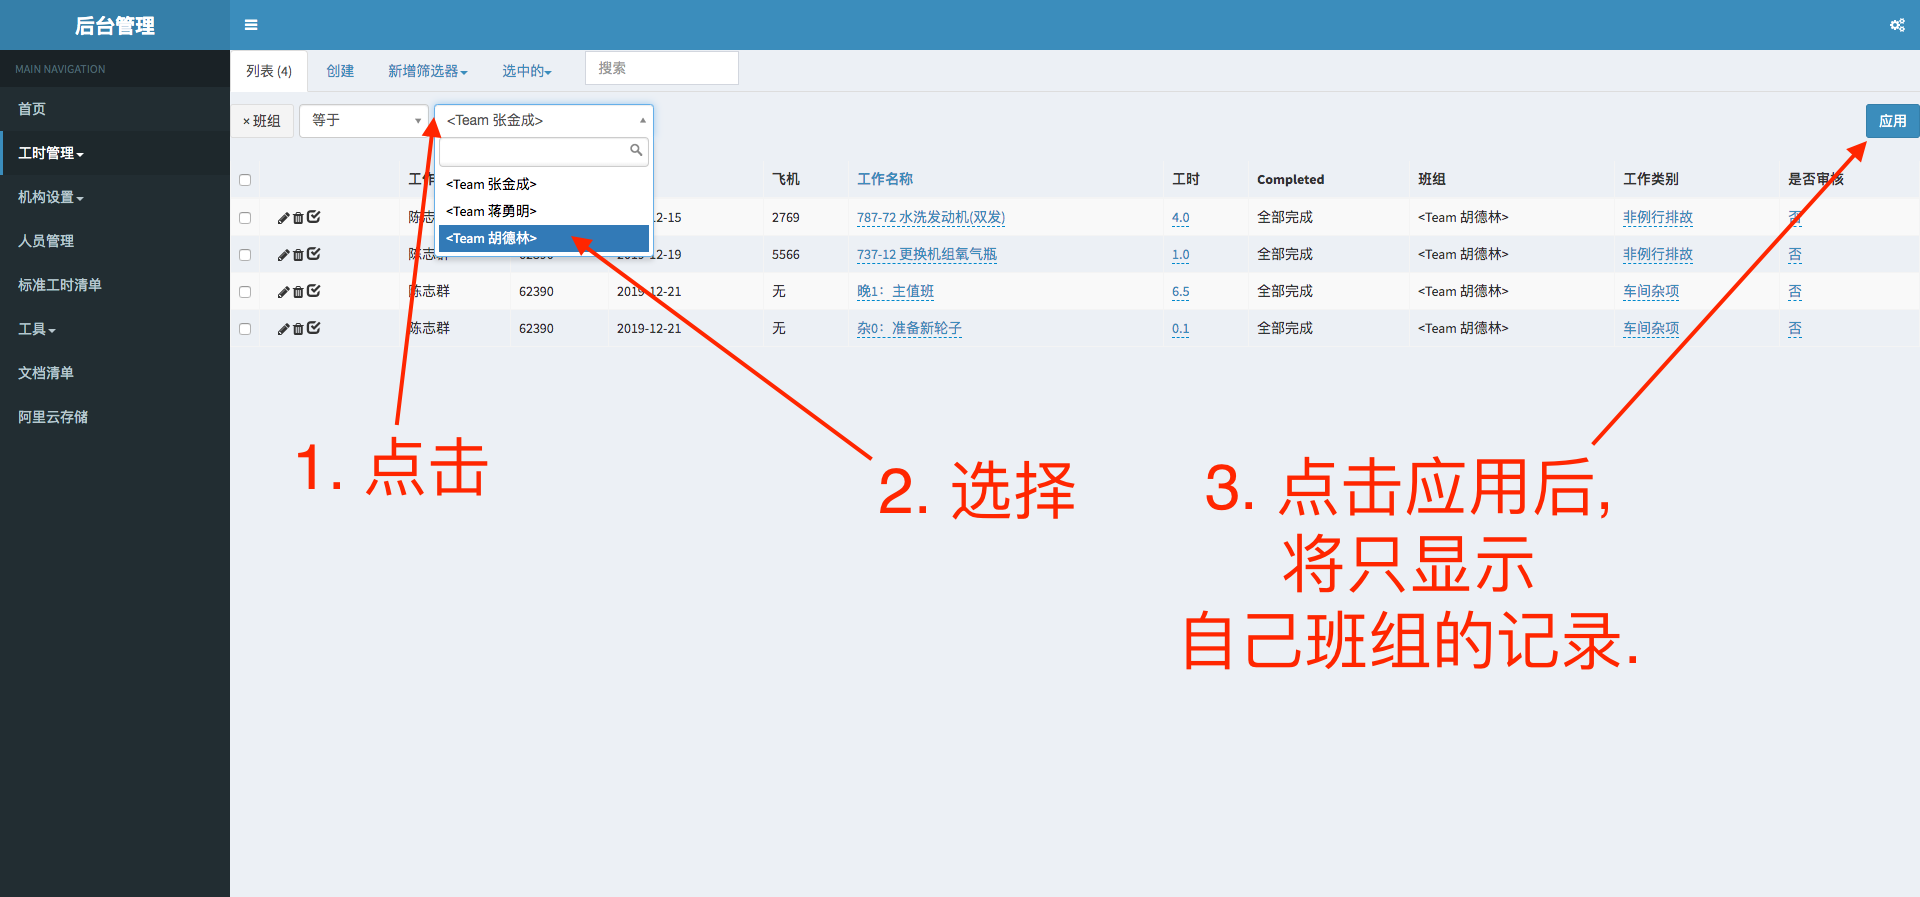 后台管理
MAIN NAVIGATION
首页
工时管理
机构设置
人员管理
标准工时清单
工具
文档清单
阿里云存储
列表 (4) 创建 新增筛选器 选中的 搜索
× 班组 等于 <Team 张金成> 应用
<Team 张金成>
<Team 蒋勇明>
<Team 胡德林>
工作 飞机 工作名称 工时 Completed 班组 工作类别 是否审核
陈志 12-15 2769 787-72 水洗发动机(双发) 4.0 全部完成 <Team 胡德林> 非例行排故 否
12-19 5566 737-12 更换机组氧气瓶 1.0 全部完成 <Team 胡德林> 非例行排故 否
陈志群 62390 2019-12-21 无 晚1：主值班 6.5 全部完成 <Team 胡德林> 车间杂项 否
陈志群 62390 2019-12-21 无 杂0：准备新轮子 0.1 全部完成 <Team 胡德林> 车间杂项 否
1. 点击
2. 选择
3. 点击应用后,
将只显示
自己班组的记录.